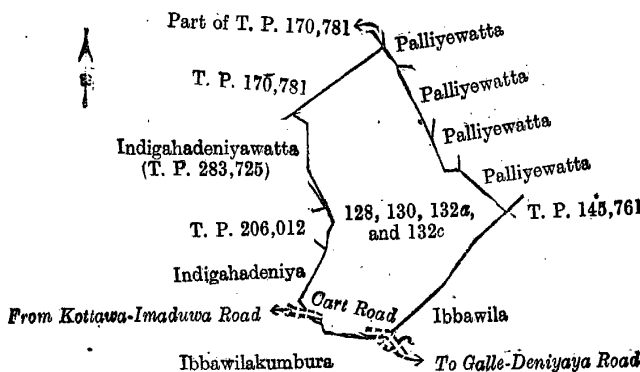 Part of T. P. 170,781
Palliyewatta
T. P. 170,781
Palliyewatta
Palliyewatta
Indigahadeniyawatta
(T. P. 283,725)
Palliyewatta
128, 130, 132a,
and 132c
T. P. 145,761
T. P. 206,012
Indigahadeniya
Cart Road
From Kottawa-Imaduwa Road
Ibbawila
Ibbawilakumbura
To Galle-Deniyaya Road